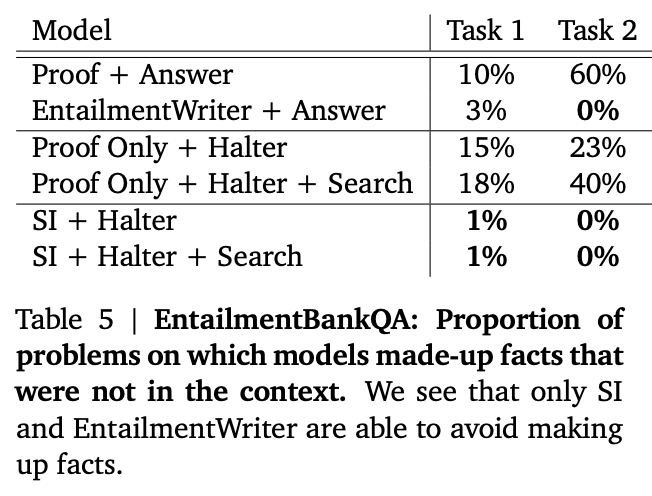 Model Task 1 Task 2
Proof + Answer 10% 60%
EntailmentWriter + Answer 3% 0%
Proof Only + Halter 15% 23%
Proof Only + Halter + Search 18% 40%
SI + Halter 1% 0%
SI + Halter + Search 1% 0%
Table 5 | EntailmentBankQA: Proportion of
problems on which models made-up facts that
were not in the context. We see that only SI
and EntailmentWriter are able to avoid making
up facts.